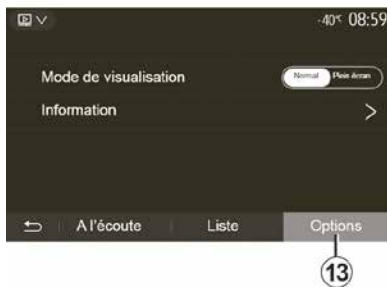 -40°C 08:59
Mode de visualisation Normal Plein écran
Information >
A l'écoute Liste Options
13